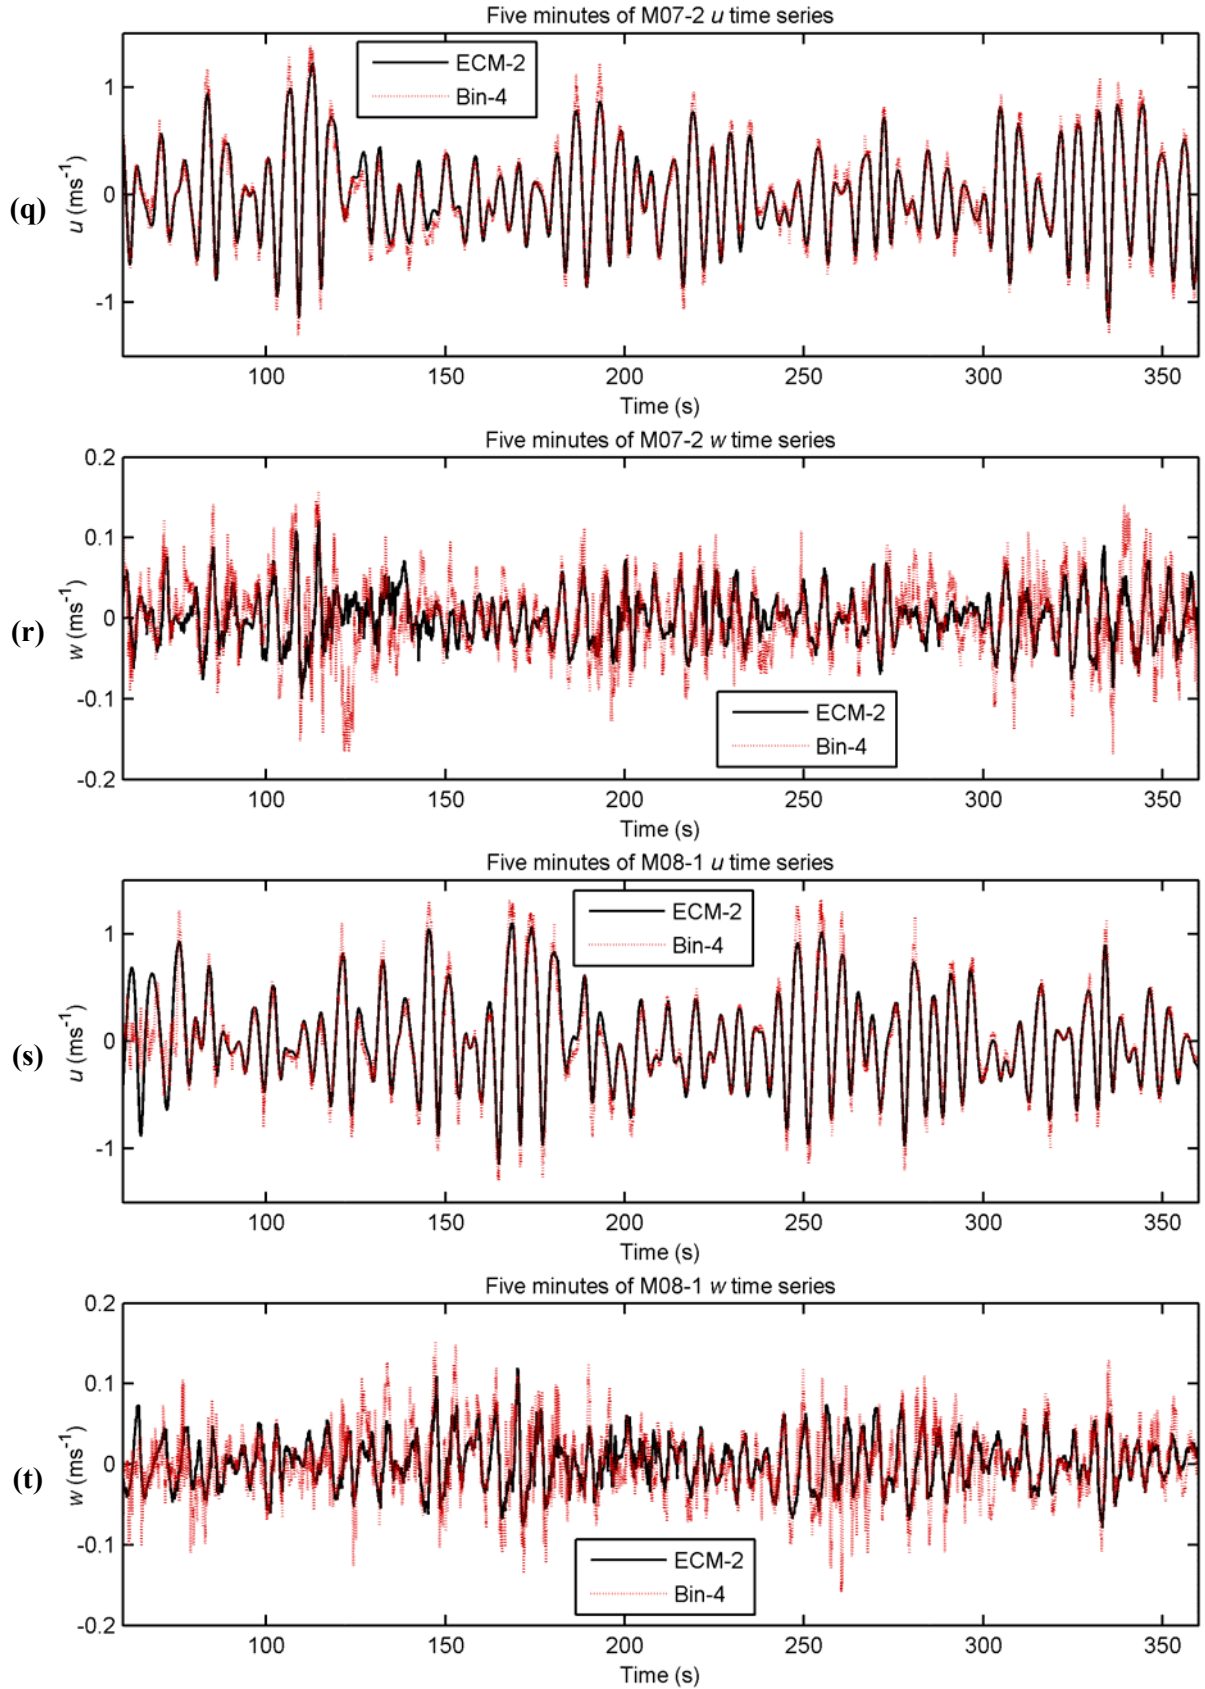 Five minutes of M07-2 u time series
ECM-2
Bin-4
1
0
-1
(q)
u (ms⁻¹)
100 150 200 250 300 350
Time (s)
Five minutes of M07-2 w time series
0.2
0.1
0
-0.1
-0.2
(r)
w (ms⁻¹)
ECM-2
Bin-4
100 150 200 250 300 350
Time (s)
Five minutes of M08-1 u time series
ECM-2
Bin-4
1
0
-1
(s)
u (ms⁻¹)
100 150 200 250 300 350
Time (s)
Five minutes of M08-1 w time series
0.2
0.1
0
-0.1
-0.2
(t)
w (ms⁻¹)
ECM-2
Bin-4
100 150 200 250 300 350
Time (s)